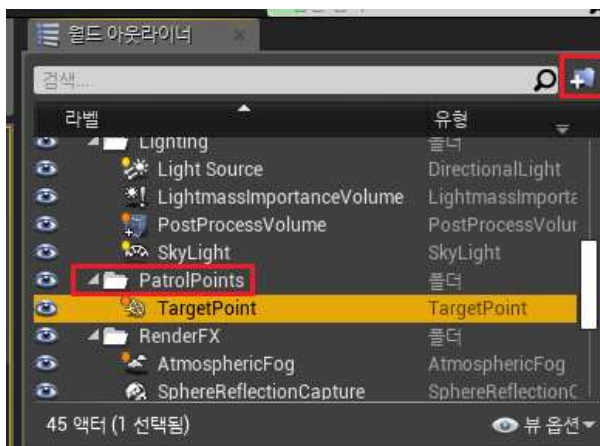 월드 아웃라이너
검색...
라벨 유형
Lighting 폴더
Light Source DirectionalLight
LightmassImportanceVolume LightmassImporta
PostProcessVolume PostProcessVolur
SkyLight SkyLight
PatrolPoints 폴더
TargetPoint TargetPoint
RenderFX 폴더
AtmosphericFog AtmosphericFog
SphereReflectionCapture SphereReflectionC
45 액터 (1 선택됨) 뷰 옵션